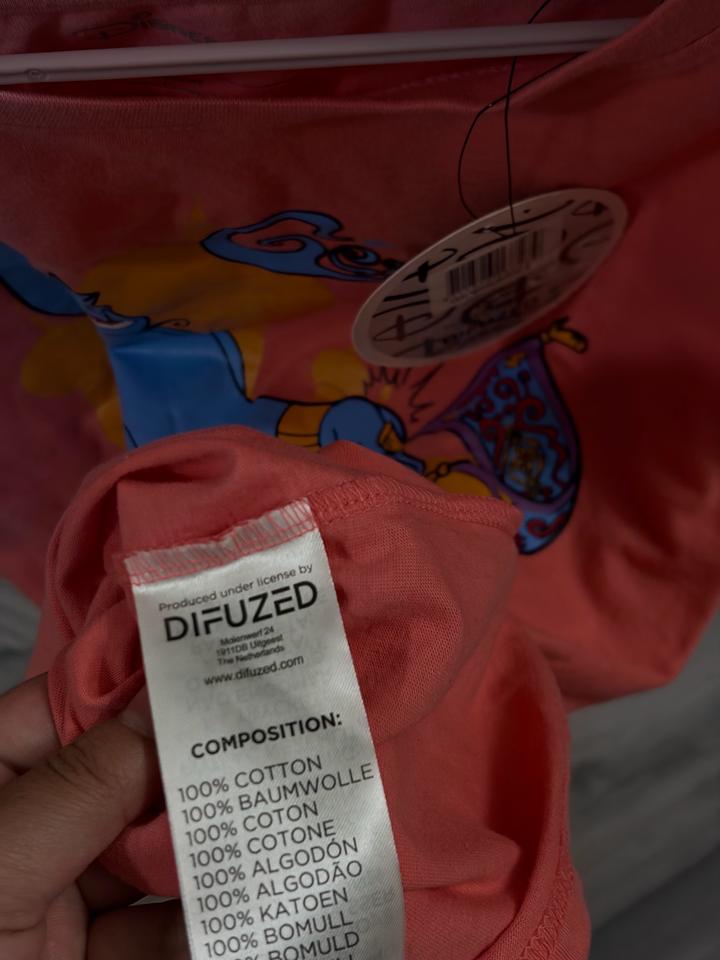 Disney
Produced under license by
DIFUZED
Molenwerf 24
1911DB Uitgeest
The Netherlands
www.difuzed.com
COMPOSITION:
100% COTTON
100% BAUMWOLLE
100% COTON
100% COTONE
100% ALGODÓN
100% ALGODÃO
100% KATOEN
100% BOMULL
100% BOMULD